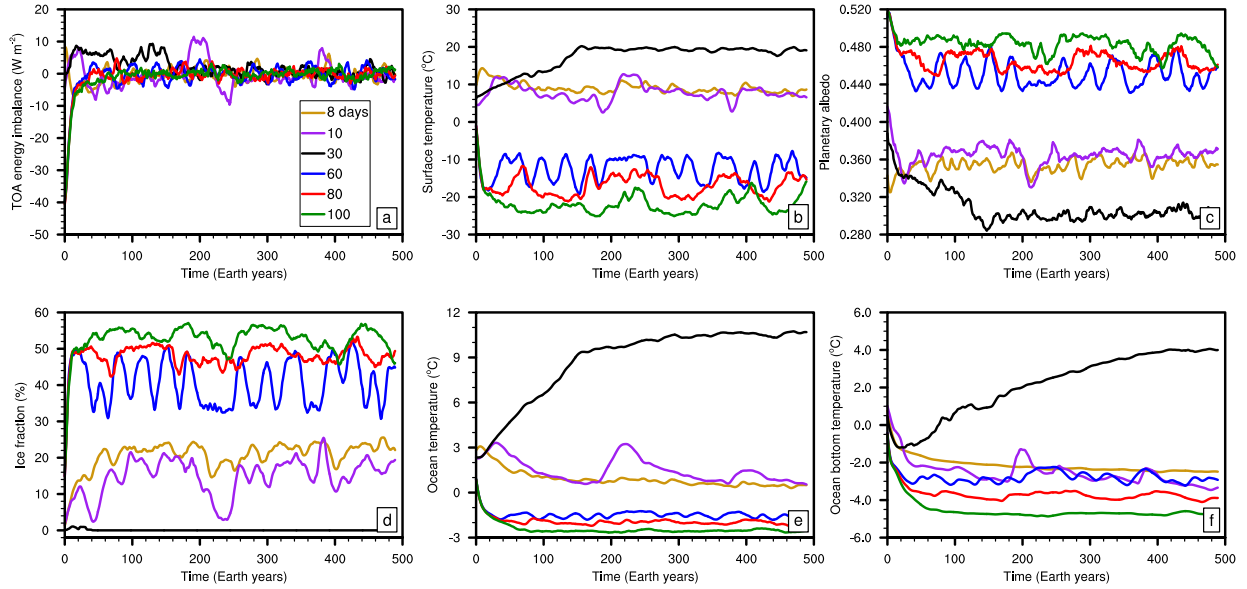 TOA energy imbalance (W m⁻²)
20
10
0
-10
-20
-30
-40
-50
8 days
10
30
60
80
100
a
0 100 200 300 400 500
Time (Earth years)
Surface temperature (°C)
30
20
10
0
-10
-20
-30
b
0 100 200 300 400 500
Time (Earth years)
Planetary albedo
0.520
0.480
0.440
0.400
0.360
0.320
0.280
c
0 100 200 300 400 500
Time (Earth years)
Ice fraction (%)
60
50
40
30
20
10
0
d
0 100 200 300 400 500
Time (Earth years)
Ocean temperature (°C)
12
9
6
3
0
-3
e
0 100 200 300 400 500
Time (Earth years)
Ocean bottom temperature (°C)
6.0
4.0
2.0
0.0
-2.0
-4.0
-6.0
f
0 100 200 300 400 500
Time (Earth years)